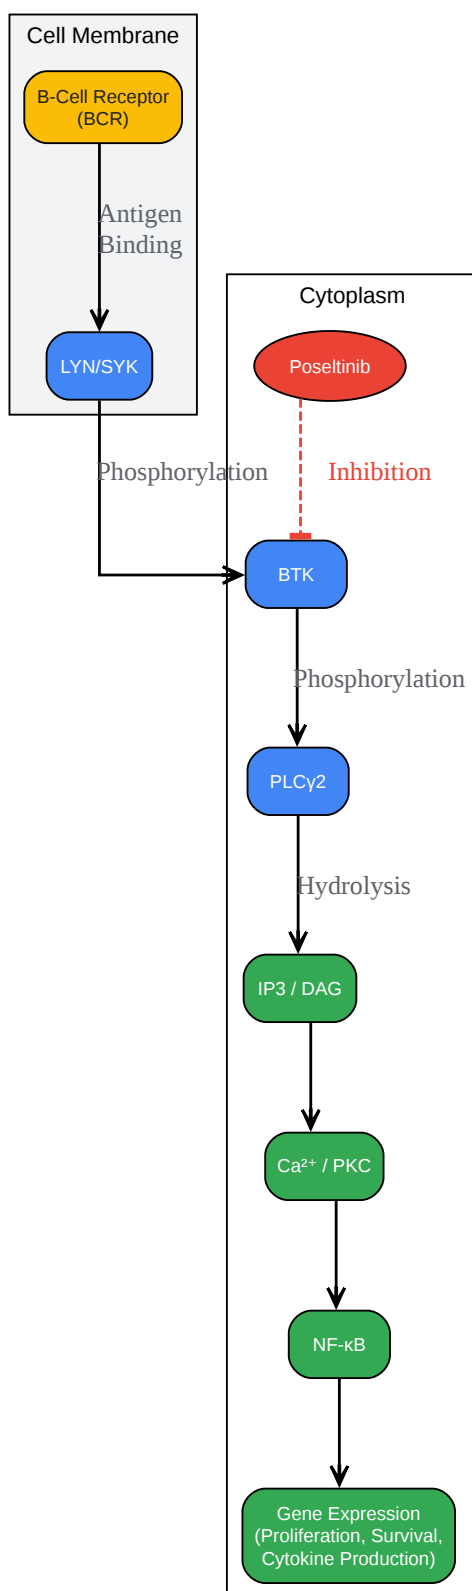 Cell Membrane
B-Cell Receptor
(BCR)
Antigen
Binding
LYN/SYK
Cytoplasm
Poseltinib
Phosphorylation
Inhibition
BTK
Phosphorylation
PLCγ2
Hydrolysis
IP3 / DAG
Ca²⁺ / PKC
NF-κB
Gene Expression
(Proliferation, Survival,
Cytokine Production)